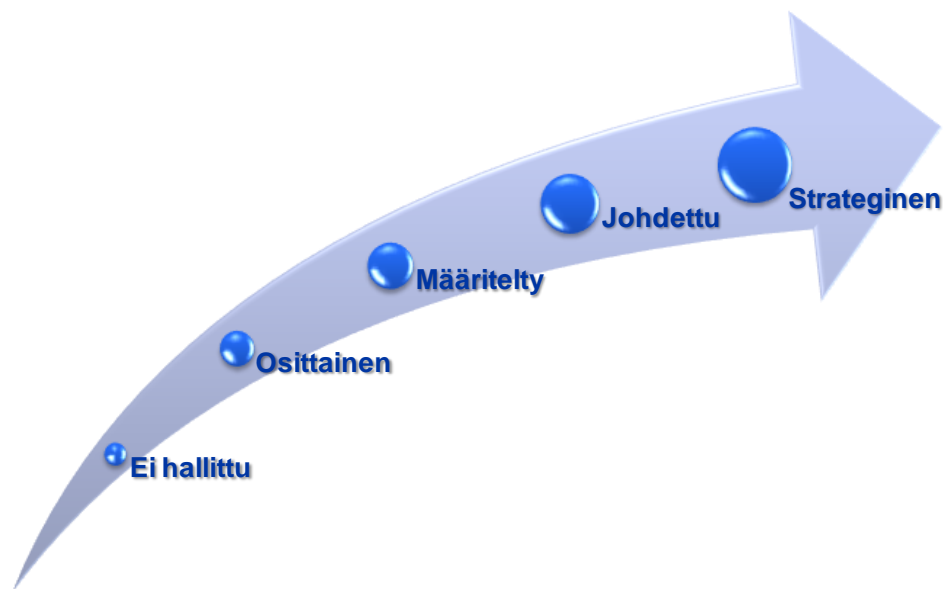 Strateginen
Johdettu
Määritelty
Osittainen
Ei hallittu